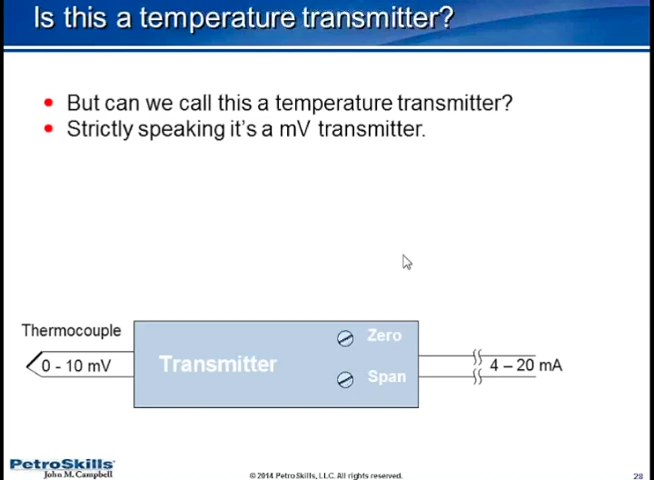 Is this a temperature transmitter?
But can we call this a temperature transmitter?
Strictly speaking it's a mV transmitter.
Thermocouple
0 - 10 mV
Transmitter
Zero
Span
4 – 20 mA
PetroSkills
John M. Campbell
© 2014 PetroSkills, LLC. All rights reserved.
28